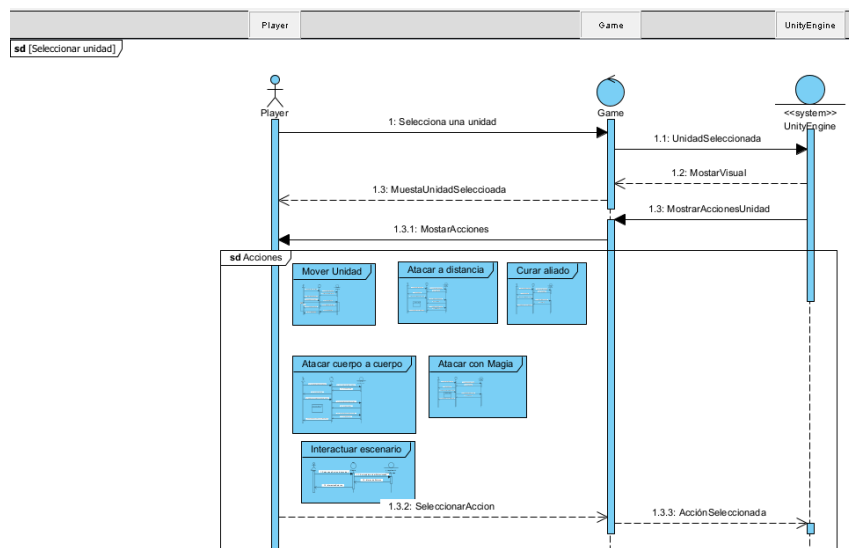 Player
Game
UnityEngine
sd [Seleccionar unidad]
Player
Game
<<system>>
UnityEngine
1: Selecciona una unidad
1.1: UnidadSeleccionada
1.2: MostarVisual
1.3: MuestaUnidadSeleccioada
1.3: MostrarAccionesUnidad
1.3.1: MostarAcciones
sd Acciones
Mover Unidad
Atacar a distancia
Curar aliado
Atacar cuerpo a cuerpo
Atacar con Magia
Interactuar escenario
1.3.2: SeleccionarAccion
1.3.3: AcciónSeleccionada